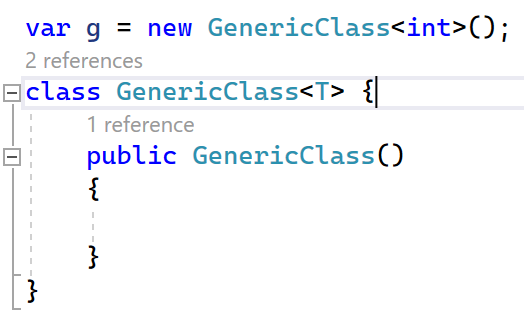 var g = new GenericClass<int>();
2 references
class GenericClass<T> {
1 reference
public GenericClass()
{
}
}